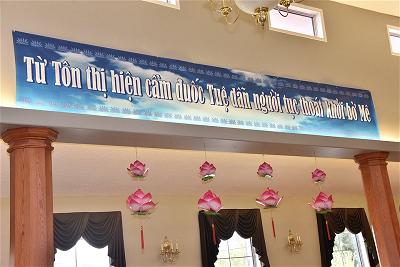 Từ Tôn thị hiện cầm đuốc Tuệ dẫn người tục thoát khỏi bờ Mê